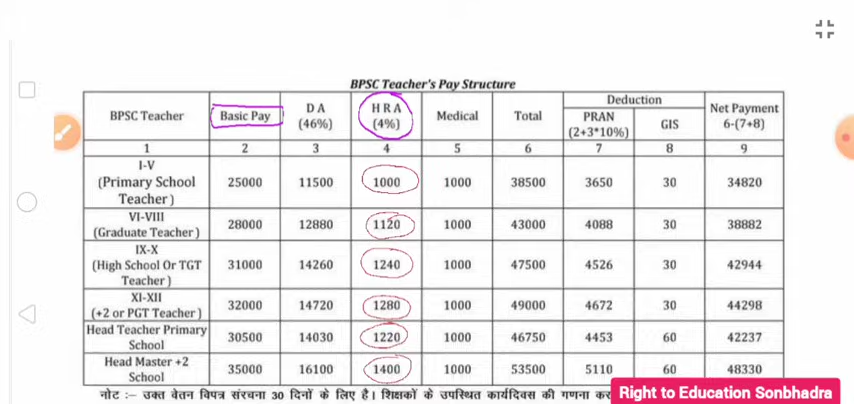 BPSC Teacher's Pay Structure
BPSC Teacher Basic Pay D A (46%) H R A (4%) Medical Total Deduction PRAN (2+3*10%) GIS Net Payment 6-(7+8)
1 2 3 4 5 6 7 8 9
I-V (Primary School Teacher) 25000 11500 1000 1000 38500 3650 30 34820
VI-VIII (Graduate Teacher) 28000 12880 1120 1000 43000 4088 30 38882
IX-X (High School Or TGT Teacher) 31000 14260 1240 1000 47500 4526 30 42944
XI-XII (+2 or PGT Teacher) 32000 14720 1280 1000 49000 4672 30 44298
Head Teacher Primary School 30500 14030 1220 1000 46750 4453 60 42237
Head Master +2 School 35000 16100 1400 1000 53500 5110 60 48330
नोट :– उक्त वेतन विपत्र संरचना 30 दिनों के लिए है। शिक्षकों के उपस्थित कार्यदिवस की गणना कर
Right to Education Sonbhadra